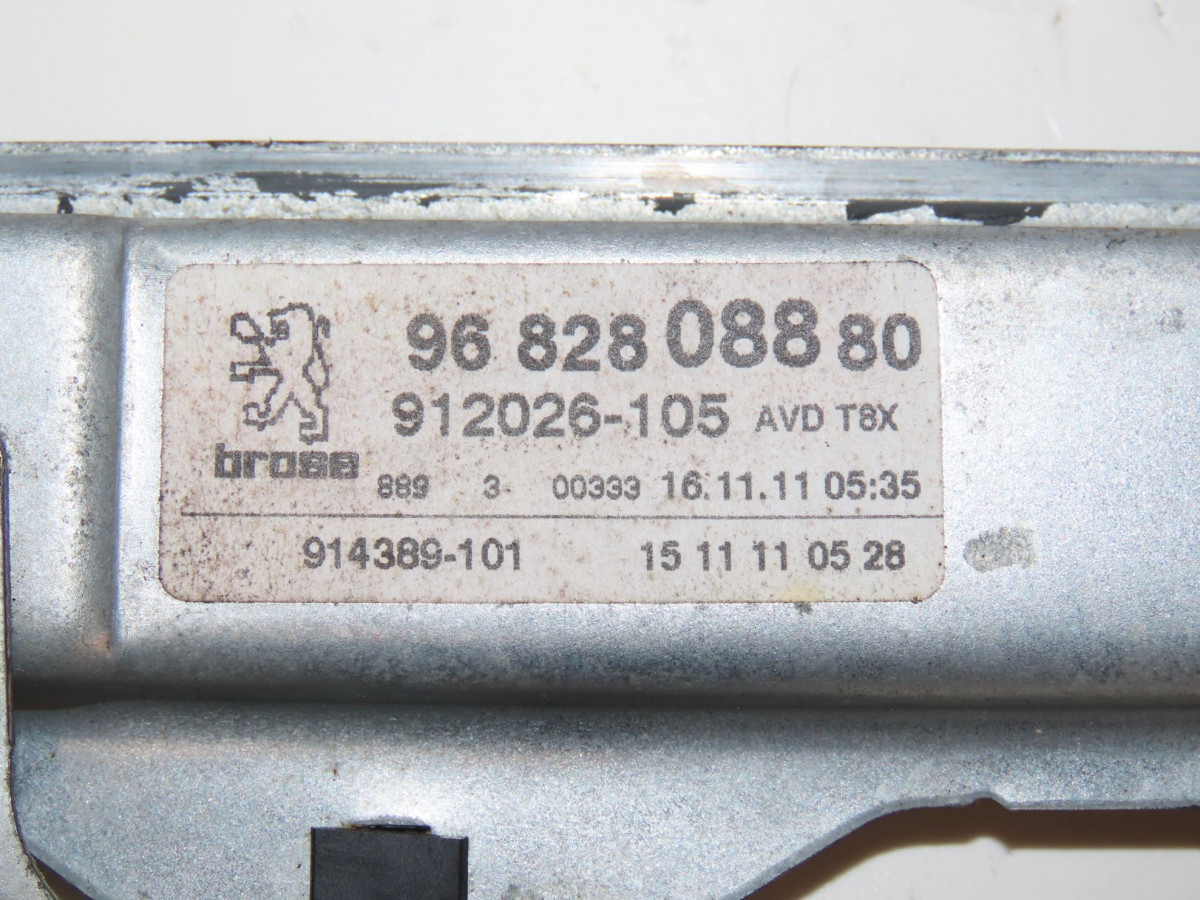 96 828 088 80
912026-105 AVD T8X
brose
889 3 00333 16.11.11 05:35
914389-101 15 11 11 05 28